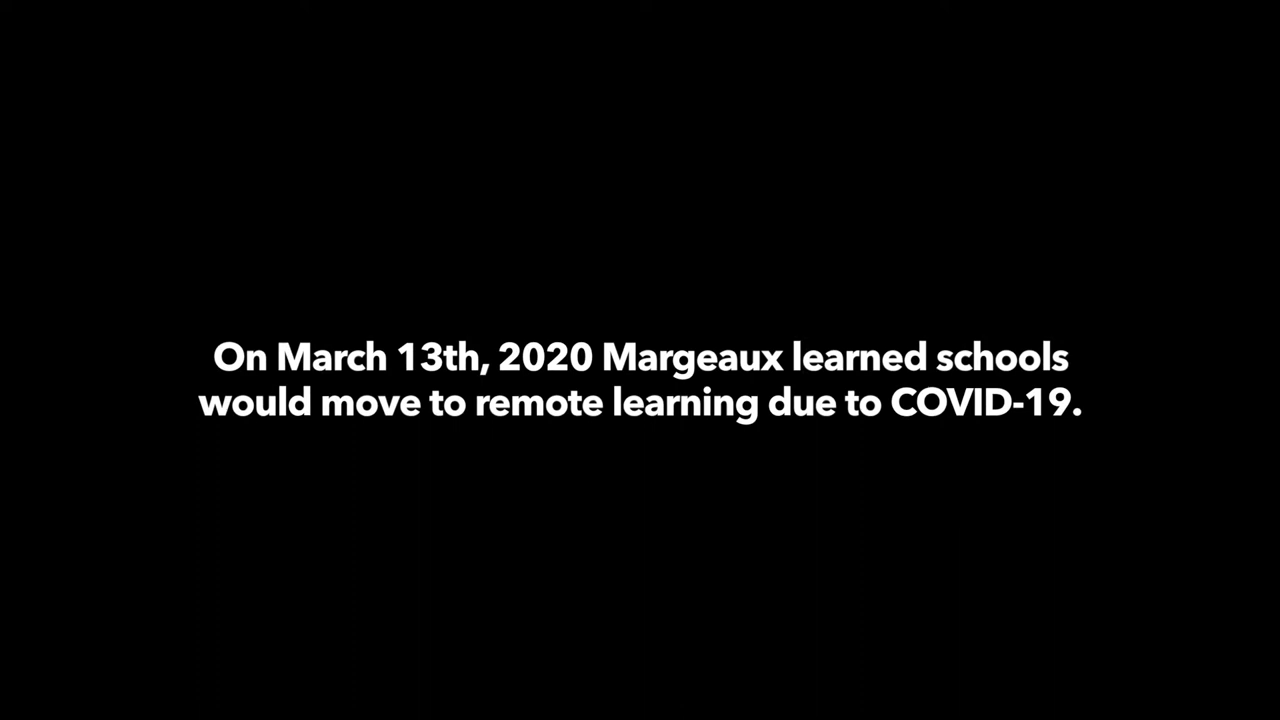 On March 13th, 2020 Margeaux learned schools
would move to remote learning due to COVID-19.